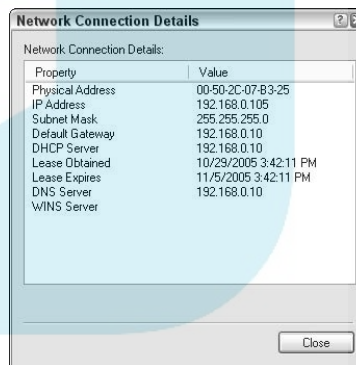 Network Connection Details
Network Connection Details:
Property Value
Physical Address 00-50-2C-07-B3-25
IP Address 192.168.0.105
Subnet Mask 255.255.255.0
Default Gateway 192.168.0.10
DHCP Server 192.168.0.10
Lease Obtained 10/29/2005 3:42:11 PM
Lease Expires 11/5/2005 3:42:11 PM
DNS Server 192.168.0.10
WINS Server
Close